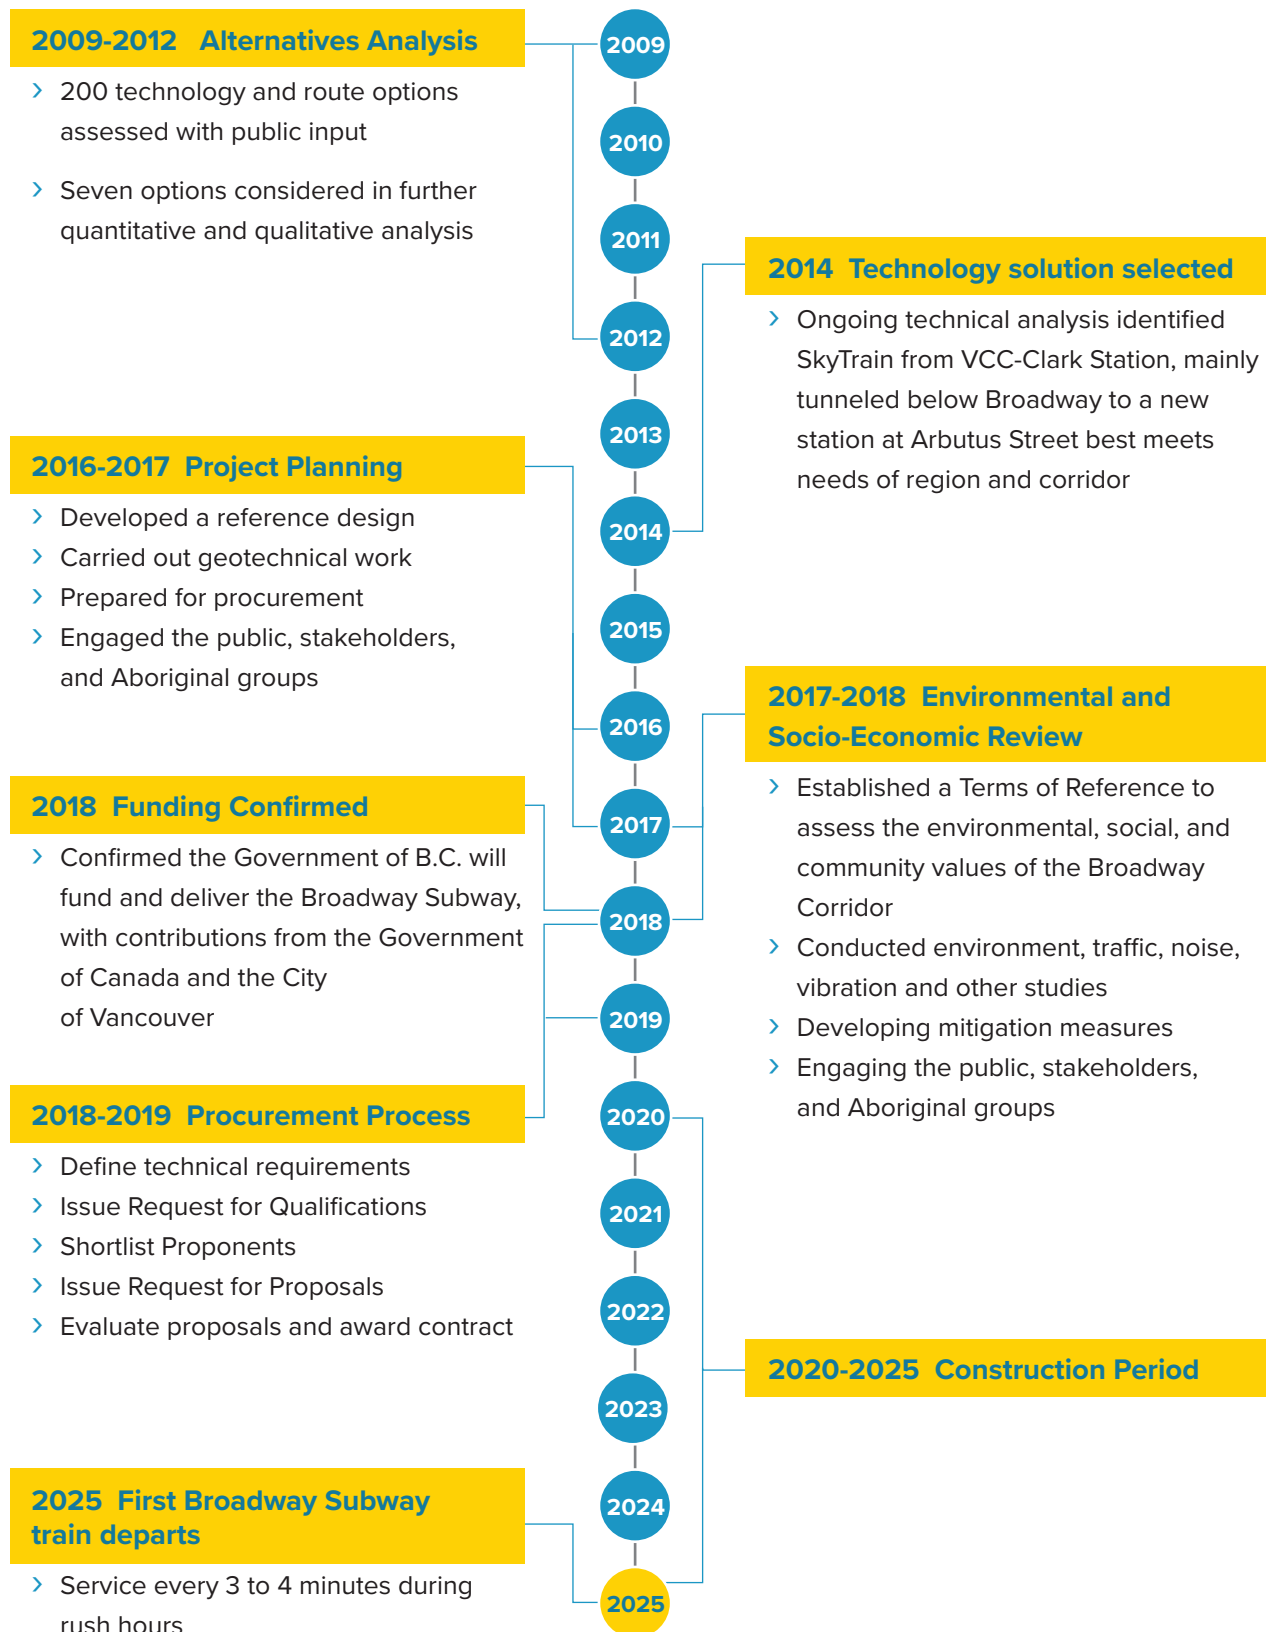 2009-2012 Alternatives Analysis
200 technology and route options
assessed with public input
Seven options considered in further
quantitative and qualitative analysis
2016-2017 Project Planning
Developed a reference design
Carried out geotechnical work
Prepared for procurement
Engaged the public, stakeholders,
and Aboriginal groups
2018 Funding Confirmed
Confirmed the Government of B.C. will
fund and deliver the Broadway Subway,
with contributions from the Government
of Canada and the City
of Vancouver
2018-2019 Procurement Process
Define technical requirements
Issue Request for Qualifications
Shortlist Proponents
Issue Request for Proposals
Evaluate proposals and award contract
2025 First Broadway Subway
train departs
Service every 3 to 4 minutes during
rush hours
2009
2010
2011
2012
2013
2014
2015
2016
2017
2018
2019
2020
2021
2022
2023
2024
2025
2014 Technology solution selected
Ongoing technical analysis identified
SkyTrain from VCC-Clark Station, mainly
tunneled below Broadway to a new
station at Arbutus Street best meets
needs of region and corridor
2017-2018 Environmental and
Socio-Economic Review
Established a Terms of Reference to
assess the environmental, social, and
community values of the Broadway
Corridor
Conducted environment, traffic, noise,
vibration and other studies
Developing mitigation measures
Engaging the public, stakeholders,
and Aboriginal groups
2020-2025 Construction Period